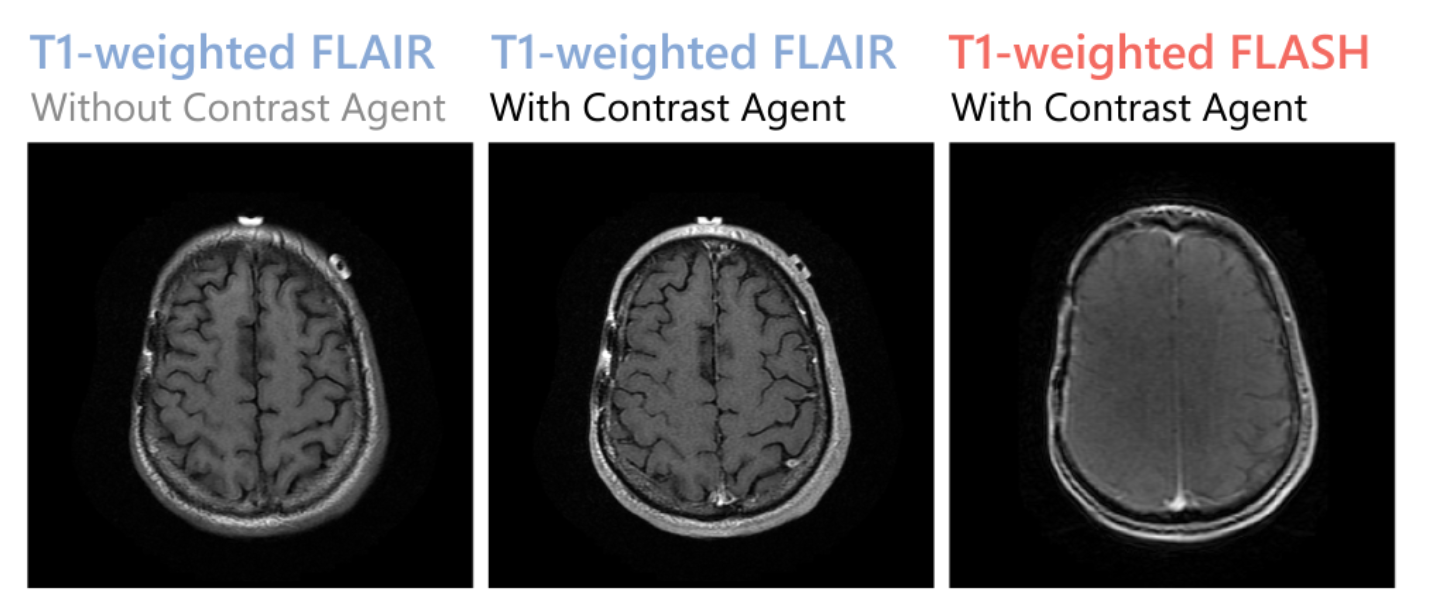 T1-weighted FLAIR
Without Contrast Agent
T1-weighted FLAIR
With Contrast Agent
T1-weighted FLASH
With Contrast Agent